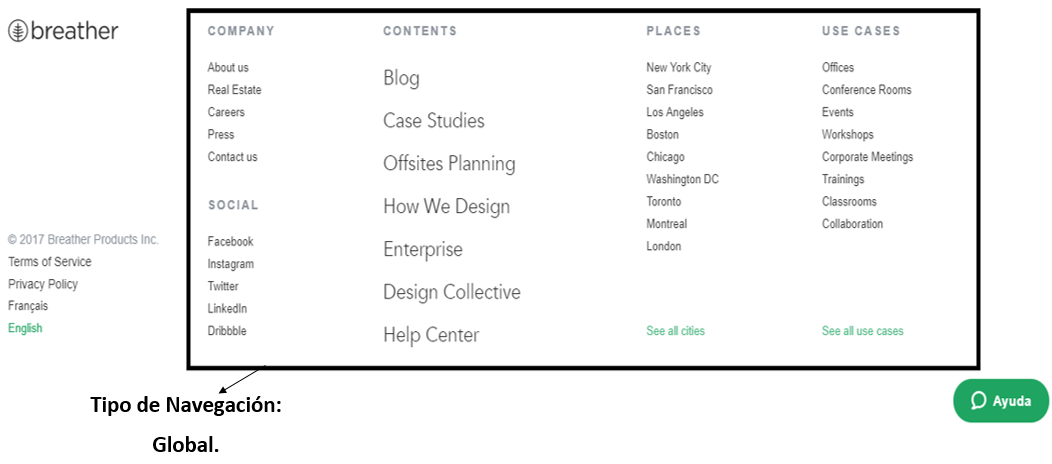 breather
© 2017 Breather Products Inc.
Terms of Service
Privacy Policy
Français
English
COMPANY
About us
Real Estate
Careers
Press
Contact us
SOCIAL
Facebook
Instagram
Twitter
LinkedIn
Dribbble
CONTENTS
Blog
Case Studies
Offsites Planning
How We Design
Enterprise
Design Collective
Help Center
PLACES
New York City
San Francisco
Los Angeles
Boston
Chicago
Washington DC
Toronto
Montreal
London
See all cities
USE CASES
Offices
Conference Rooms
Events
Workshops
Corporate Meetings
Trainings
Classrooms
Collaboration
See all use cases
Tipo de Navegación:
Global.
Ayuda